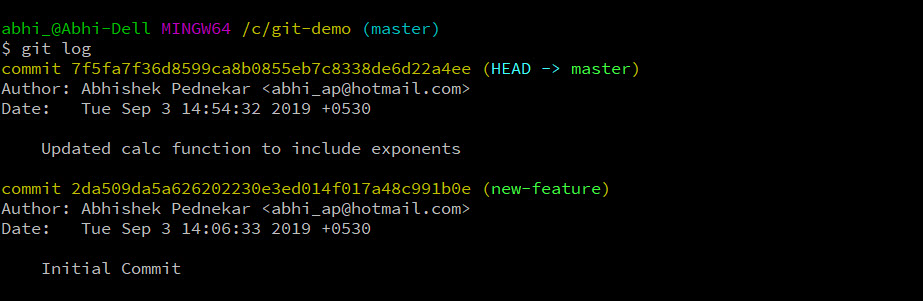 abhi_@Abhi-Dell MINGW64 /c/git-demo (master)
$ git log
commit 7f5fa7f36d8599ca8b0855eb7c8338de6d22a4ee (HEAD -> master)
Author: Abhishek Pednekar <abhi_ap@hotmail.com>
Date:   Tue Sep 3 14:54:32 2019 +0530
    Updated calc function to include exponents
commit 2da509da5a626202230e3ed014f017a48c991b0e (new-feature)
Author: Abhishek Pednekar <abhi_ap@hotmail.com>
Date:   Tue Sep 3 14:06:33 2019 +0530
    Initial Commit